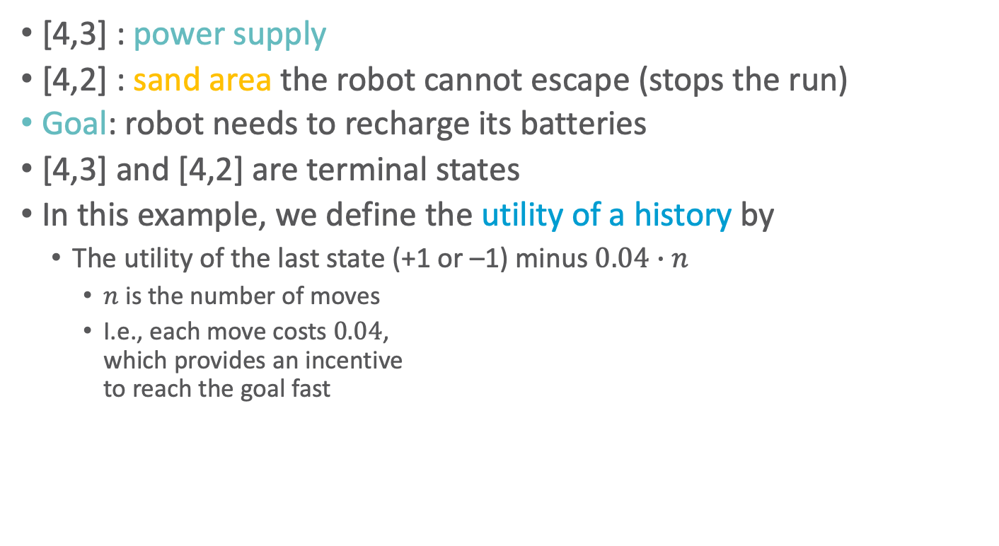 • [4,3] : power supply
• [4,2] : sand area the robot cannot escape (stops the run)
• Goal: robot needs to recharge its batteries
• [4,3] and [4,2] are terminal states
• In this example, we define the utility of a history by
• The utility of the last state (+1 or –1) minus 0.04 · n
• n is the number of moves
• I.e., each move costs 0.04,
which provides an incentive
to reach the goal fast